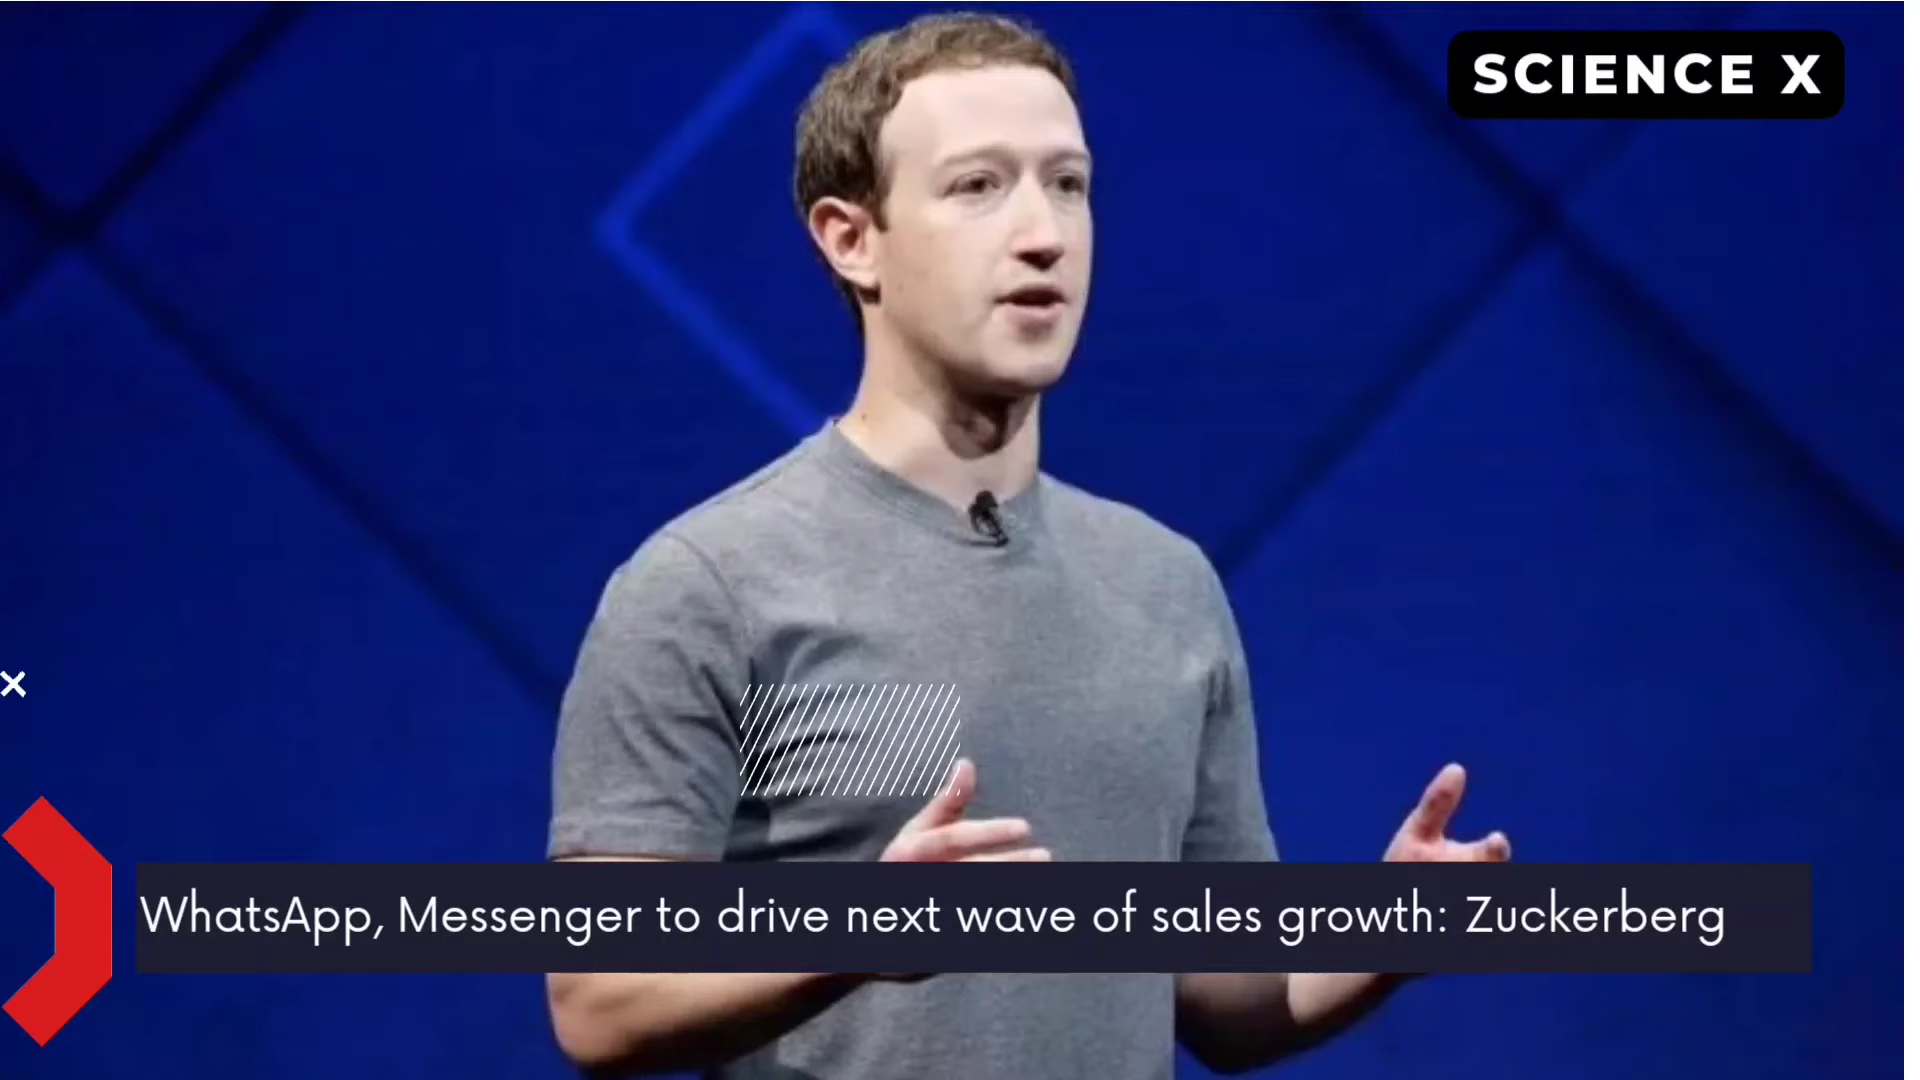 SCIENCE X
WhatsApp, Messenger to drive next wave of sales growth: Zuckerberg